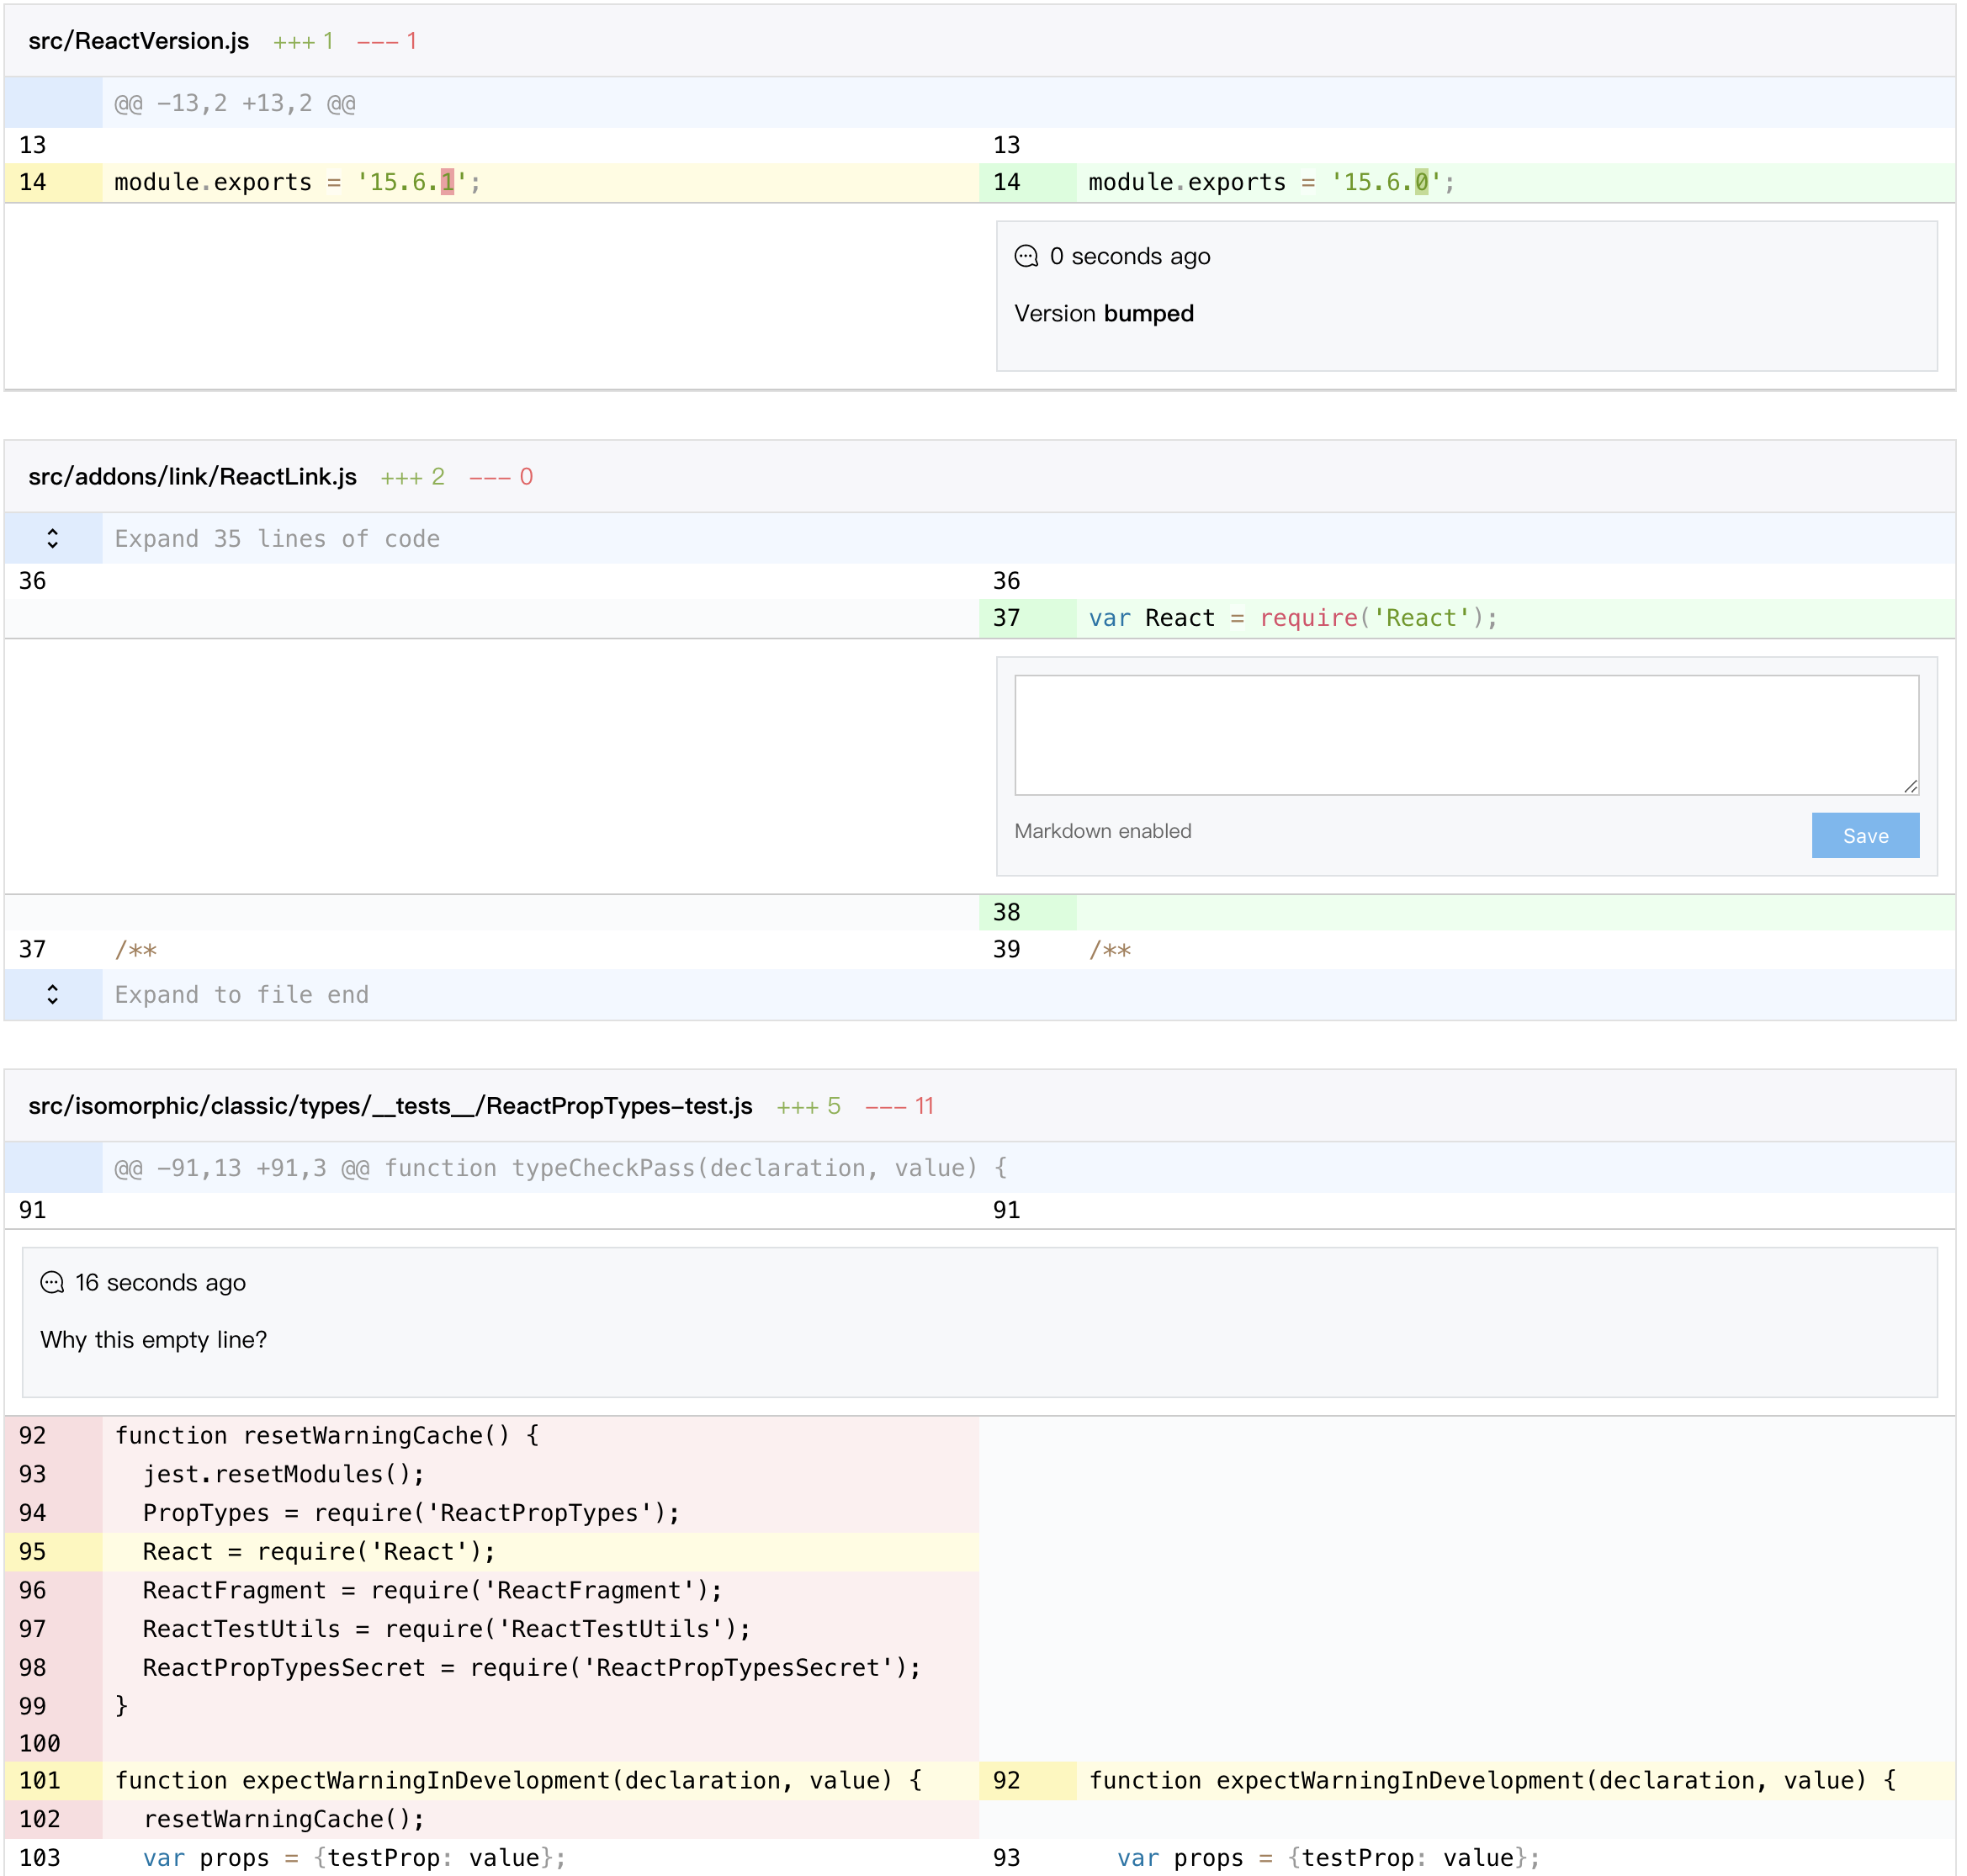 src/ReactVersion.js +++ 1 --- 1
@@ -13,2 +13,2 @@
13 13
14 module.exports = '15.6.1'; 14 module.exports = '15.6.0';
0 seconds ago
Version bumped
src/addons/link/ReactLink.js +++ 2 --- 0
Expand 35 lines of code
36 36
37 var React = require('React');
Markdown enabled Save
38
37 /** 39 /**
Expand to file end
src/isomorphic/classic/types/__tests__/ReactPropTypes-test.js +++ 5 --- 11
@@ -91,13 +91,3 @@ function typeCheckPass(declaration, value) {
91 91
16 seconds ago
Why this empty line?
92 function resetWarningCache() {
93 jest.resetModules();
94 PropTypes = require('ReactPropTypes');
95 React = require('React');
96 ReactFragment = require('ReactFragment');
97 ReactTestUtils = require('ReactTestUtils');
98 ReactPropTypesSecret = require('ReactPropTypesSecret');
99 }
100
101 function expectWarningInDevelopment(declaration, value) { 92 function expectWarningInDevelopment(declaration, value) {
102 resetWarningCache();
103 var props = {testProp: value}; 93 var props = {testProp: value};